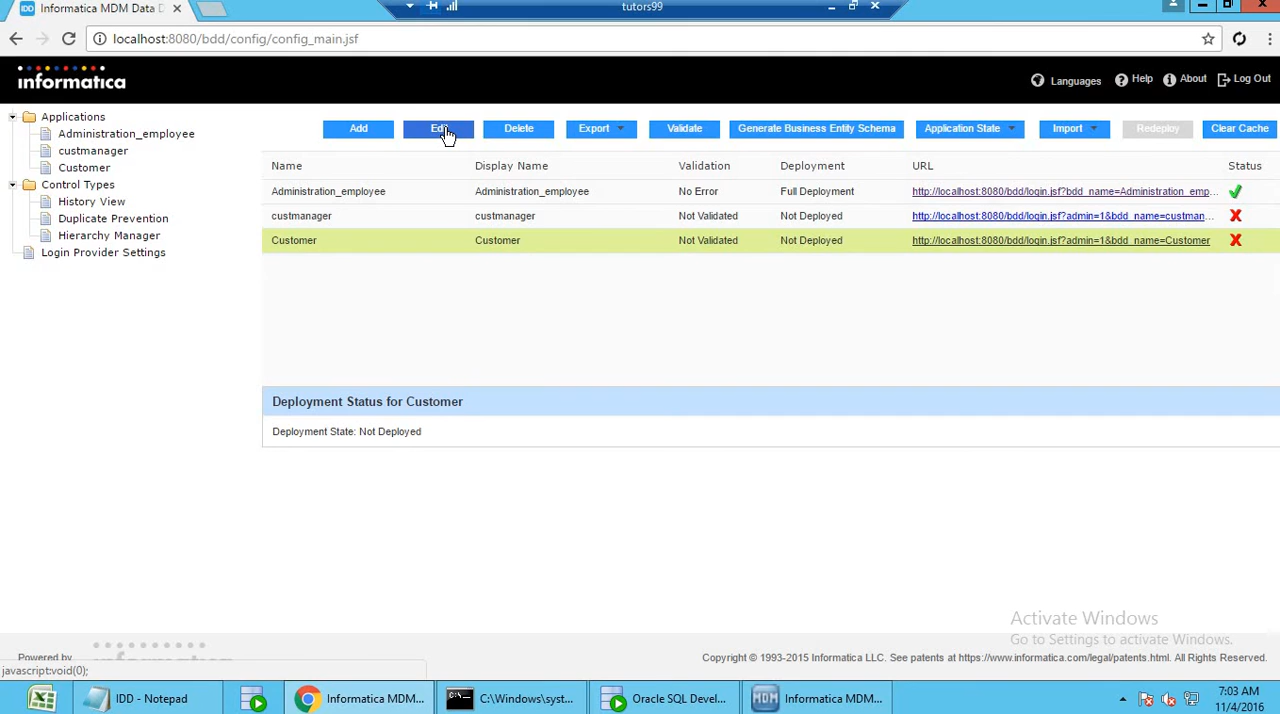 Informatica MDM Data D
tutors99
localhost:8080/bdd/config/config_main.jsf
informatica
Languages
Help
About
Log Out
Applications
Administration_employee
custmanager
Customer
Control Types
History View
Duplicate Prevention
Hierarchy Manager
Login Provider Settings
Add
Delete
Export
Validate
Generate Business Entity Schema
Application State
Import
Redeploy
Clear Cache
Name Display Name Validation Deployment URL Status
Administration_employee Administration_employee No Error Full Deployment http://localhost:8080/bdd/login.jsf?bdd_name=Administration_emp...
custmanager custmanager Not Validated Not Deployed http://localhost:8080/bdd/login.jsf?admin=1&bdd_name=custman...
Customer Customer Not Validated Not Deployed http://localhost:8080/bdd/login.jsf?admin=1&bdd_name=Customer
Deployment Status for Customer
Deployment State: Not Deployed
Activate Windows
Go to Settings to activate Windows.
Powered by
Copyright © 1993-2015 Informatica LLC. See patents at https://www.informatica.com/legal/patents.html. All Rights Reserved.
javascript:void(0);
IDD - Notepad
Informatica MDM...
C:\Windows\syst...
Oracle SQL Devel...
MDM
Informatica MDM...
7:03 AM
11/4/2016